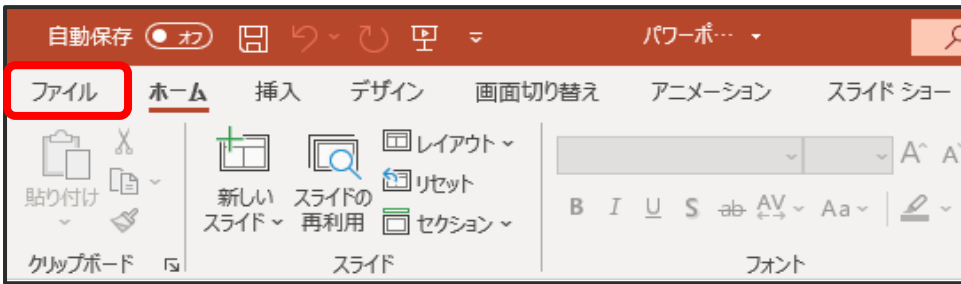 自動保存 オフ パワーポ…
ファイル ホーム 挿入 デザイン 画面切り替え アニメーション スライド ショー
貼り付け
新しい
スライド
スライドの
再利用
レイアウト
リセット
セクション
B I U S ab AV Aa
A A
クリップボード スライド フォント